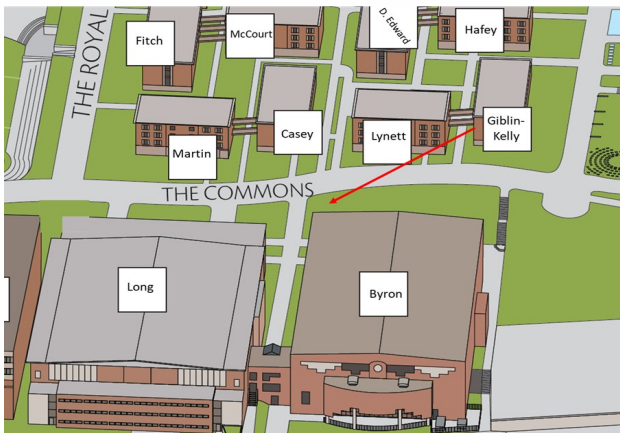 Fitch
McCourt
D. Edward
Hafey
THE ROYAL
Martin
Casey
Lynett
Giblin-
Kelly
THE COMMONS
Long
Byron